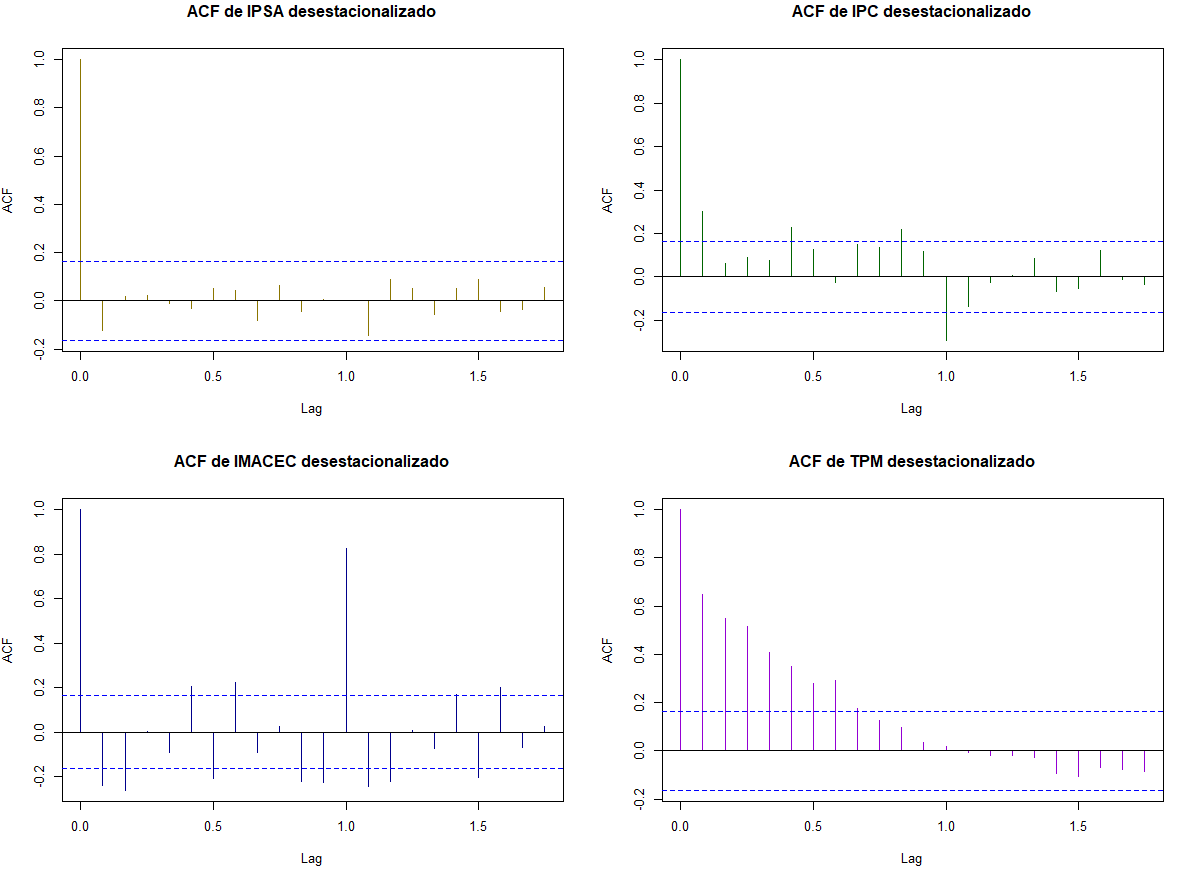 ACF de IPSA desestacionalizado
ACF
1.0
0.8
0.6
0.4
0.2
0.0
-0.2
0.0 0.5 1.0 1.5
Lag
ACF de IPC desestacionalizado
ACF
1.0
0.8
0.6
0.4
0.2
0.0
-0.2
0.0 0.5 1.0 1.5
Lag
ACF de IMACEC desestacionalizado
ACF
1.0
0.8
0.6
0.4
0.2
0.0
-0.2
0.0 0.5 1.0 1.5
Lag
ACF de TPM desestacionalizado
ACF
1.0
0.8
0.6
0.4
0.2
0.0
-0.2
0.0 0.5 1.0 1.5
Lag